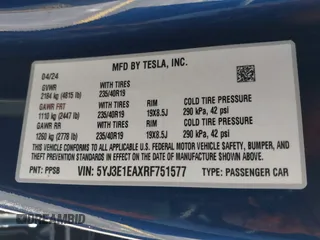 MFD BY TESLA, INC.
04/24
GVWR
2184 kg (4815 lb)
WITH TIRES
235/40R19
GAWR FRT
1110 kg (2447 lb)
WITH TIRES
235/40R19
RIM
19X8.5J
COLD TIRE PRESSURE
290 kPa, 42 psi
GAWR RR
1260 kg (2778 lb)
WITH TIRES
235/40R19
RIM
19X8.5J
COLD TIRE PRESSURE
290 kPa, 42 psi
THIS VEHICLE CONFORMS TO ALL APPLICABLE U.S. FEDERAL MOTOR VEHICLE SAFETY, BUMPER, AND
THEFT PREVENTION STANDARDS IN EFFECT ON THE DATE OF MANUFACTURE SHOWN ABOVE.
PNT: PPSB
VIN: 5YJ3E1EAXRF751577
TYPE: PASSENGER CAR
DREAMBID